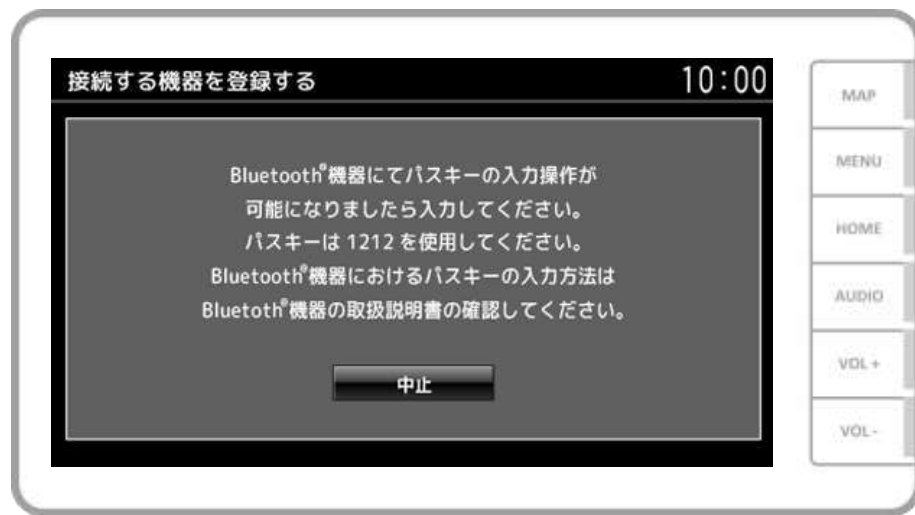 接続する機器を登録する
10:00
Bluetooth®機器にてパスキーの入力操作が
可能になりましたら入力してください。
パスキーは 1212 を使用してください。
Bluetooth®機器におけるパスキーの入力方法は
Bluetoth®機器の取扱説明書の確認してください。
中止
MAP
MENU
HOME
AUDIO
VOL +
VOL -